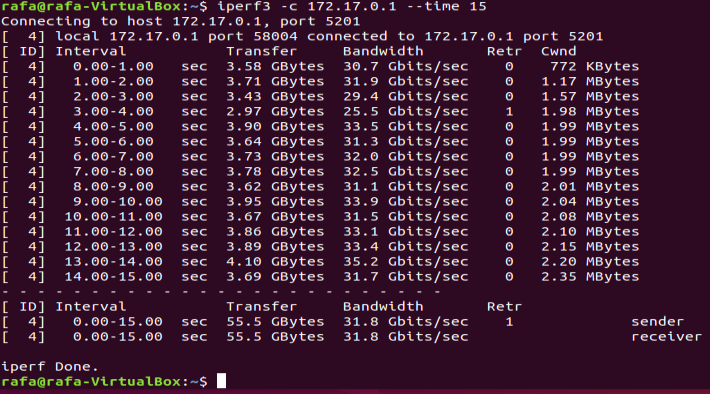 rafa@rafa-VirtualBox:~$ iperf3 -c 172.17.0.1 --time 15
Connecting to host 172.17.0.1, port 5201
[  4] local 172.17.0.1 port 58004 connected to 172.17.0.1 port 5201
[ ID] Interval           Transfer     Bandwidth       Retr  Cwnd
[  4]   0.00-1.00   sec  3.58 GBytes  30.7 Gbits/sec    0    772 KBytes
[  4]   1.00-2.00   sec  3.71 GBytes  31.9 Gbits/sec    0   1.17 MBytes
[  4]   2.00-3.00   sec  3.43 GBytes  29.4 Gbits/sec    0   1.57 MBytes
[  4]   3.00-4.00   sec  2.97 GBytes  25.5 Gbits/sec    1   1.98 MBytes
[  4]   4.00-5.00   sec  3.90 GBytes  33.5 Gbits/sec    0   1.99 MBytes
[  4]   5.00-6.00   sec  3.64 GBytes  31.3 Gbits/sec    0   1.99 MBytes
[  4]   6.00-7.00   sec  3.73 GBytes  32.0 Gbits/sec    0   1.99 MBytes
[  4]   7.00-8.00   sec  3.78 GBytes  32.5 Gbits/sec    0   1.99 MBytes
[  4]   8.00-9.00   sec  3.62 GBytes  31.1 Gbits/sec    0   2.01 MBytes
[  4]   9.00-10.00  sec  3.95 GBytes  33.9 Gbits/sec    0   2.04 MBytes
[  4]  10.00-11.00  sec  3.67 GBytes  31.5 Gbits/sec    0   2.08 MBytes
[  4]  11.00-12.00  sec  3.86 GBytes  33.1 Gbits/sec    0   2.10 MBytes
[  4]  12.00-13.00  sec  3.89 GBytes  33.4 Gbits/sec    0   2.15 MBytes
[  4]  13.00-14.00  sec  4.10 GBytes  35.2 Gbits/sec    0   2.20 MBytes
[  4]  14.00-15.00  sec  3.69 GBytes  31.7 Gbits/sec    0   2.35 MBytes
- - - - - - - - - - - - - - - - - - - - - - - - -
[ ID] Interval           Transfer     Bandwidth       Retr
[  4]   0.00-15.00  sec  55.5 GBytes  31.8 Gbits/sec    1             sender
[  4]   0.00-15.00  sec  55.5 GBytes  31.8 Gbits/sec                  receiver
iperf Done.
rafa@rafa-VirtualBox:~$